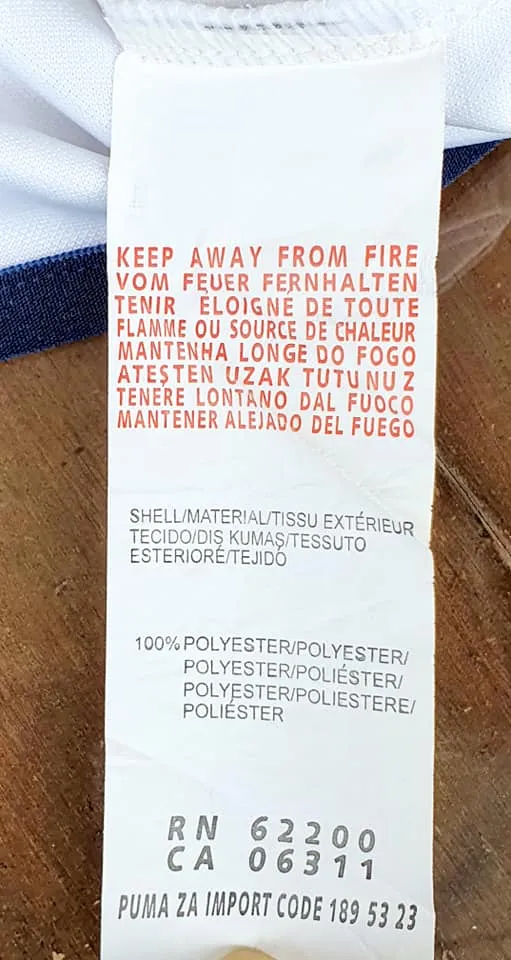 KEEP AWAY FROM FIRE
VOM FEUER FERNHALTEN
TENIR ÉLOIGNÉ DE TOUTE
FLAMME OU SOURCE DE CHALEUR
MANTENHA LONGE DO FOGO
ATEŞTEN UZAK TUTUNUZ
TENERE LONTANO DAL FUOCO
MANTENER ALEJADO DEL FUEGO
SHELL/MATERIAL/TISSU EXTÉRIEUR
TECIDO/DIŞ KUMAŞ/TESSUTO
ESTERIORE/TEJIDO
100% POLYESTER/POLYESTER/
POLYESTER/POLIÉSTER/
POLYESTER/POLIESTERE/
POLIÉSTER
RN 62200
CA 06311
PUMA ZA IMPORT CODE 189 53 23